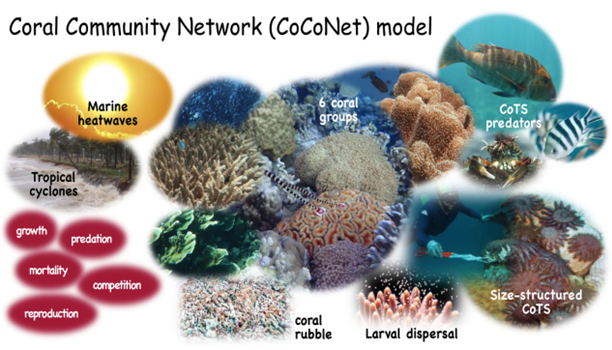 Coral Community Network (CoCoNet) model
Marine
heatwaves
6 coral
groups
CoTS
predators
Tropical
cyclones
growth
predation
mortality
competition
reproduction
coral
rubble
Larval dispersal
Size-structured
CoTS